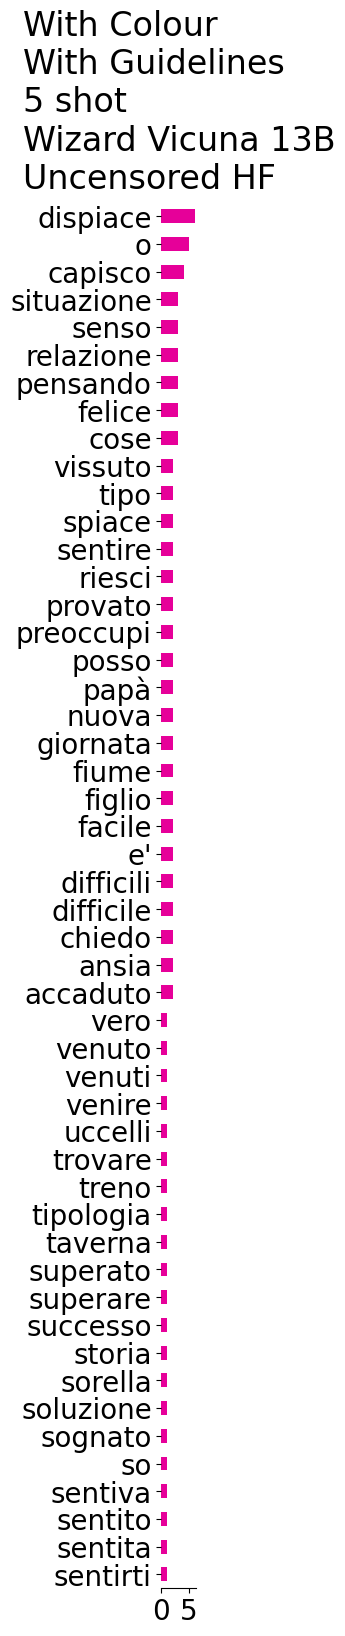 With Colour
With Guidelines
5 shot
Wizard Vicuna 13B
Uncensored HF
dispiace
o
capisco
situazione
senso
relazione
pensando
felice
cose
vissuto
tipo
spiace
sentire
riesci
provato
preoccupi
posso
papà
nuova
giornata
fiume
figlio
facile
e'
difficili
difficile
chiedo
ansia
accaduto
vero
venuto
venuti
venire
uccelli
trovare
treno
tipologia
taverna
superato
superare
successo
storia
sorella
soluzione
sognato
so
sentiva
sentito
sentita
sentirti
0 5